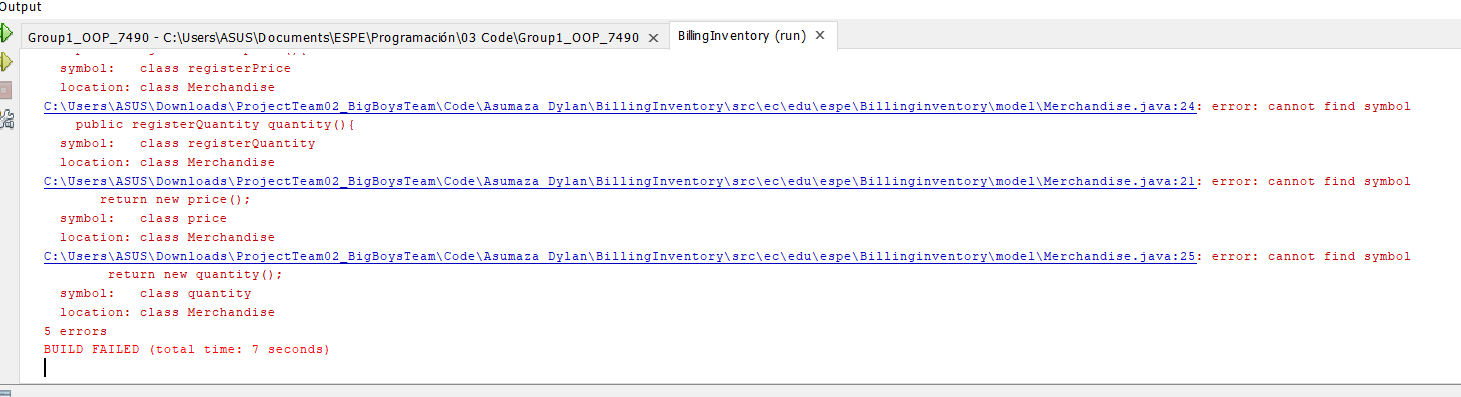 Output
Group1_OOP_7490 - C:\Users\ASUS\Documents\ESPE\Programación\03 Code\Group1_OOP_7490 ×
BillingInventory (run) ×
symbol:   class registerPrice
location: class Merchandise
C:\Users\ASUS\Downloads\ProjectTeam02_BigBoysTeam\Code\Asumaza Dylan\BillingInventory\src\ec\edu\espe\Billinginventory\model\Merchandise.java:24: error: cannot find symbol
public registerQuantity quantity(){
symbol:   class registerQuantity
location: class Merchandise
C:\Users\ASUS\Downloads\ProjectTeam02_BigBoysTeam\Code\Asumaza Dylan\BillingInventory\src\ec\edu\espe\Billinginventory\model\Merchandise.java:21: error: cannot find symbol
return new price();
symbol:   class price
location: class Merchandise
C:\Users\ASUS\Downloads\ProjectTeam02_BigBoysTeam\Code\Asumaza Dylan\BillingInventory\src\ec\edu\espe\Billinginventory\model\Merchandise.java:25: error: cannot find symbol
return new quantity();
symbol:   class quantity
location: class Merchandise
5 errors
BUILD FAILED (total time: 7 seconds)